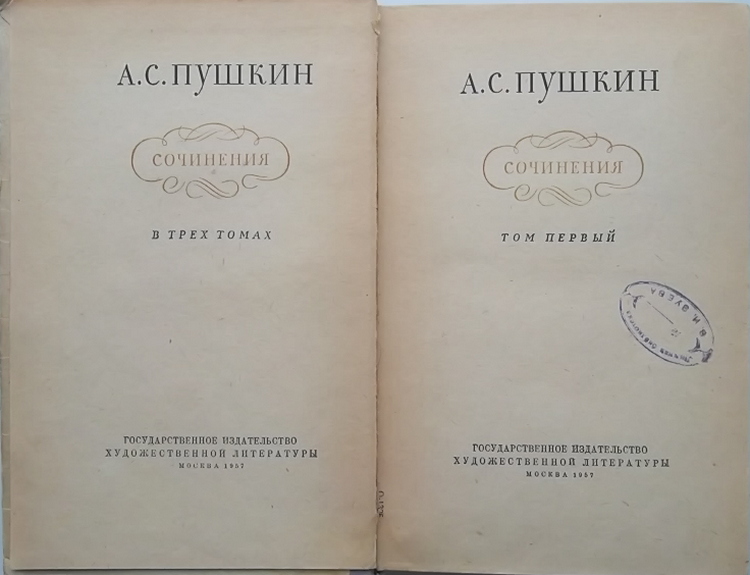 А.С.ПУШКИН
СОЧИНЕНИЯ
В ТРЕХ ТОМАХ
ГОСУДАРСТВЕННОЕ ИЗДАТЕЛЬСТВО
ХУДОЖЕСТВЕННОЙ ЛИТЕРАТУРЫ
МОСКВА 1957
А.С.ПУШКИН
СОЧИНЕНИЯ
ТОМ ПЕРВЫЙ
В. И. ЗУЕВА
ГОСУДАРСТВЕННОЕ ИЗДАТЕЛЬСТВО
ХУДОЖЕСТВЕННОЙ ЛИТЕРАТУРЫ
МОСКВА 1957